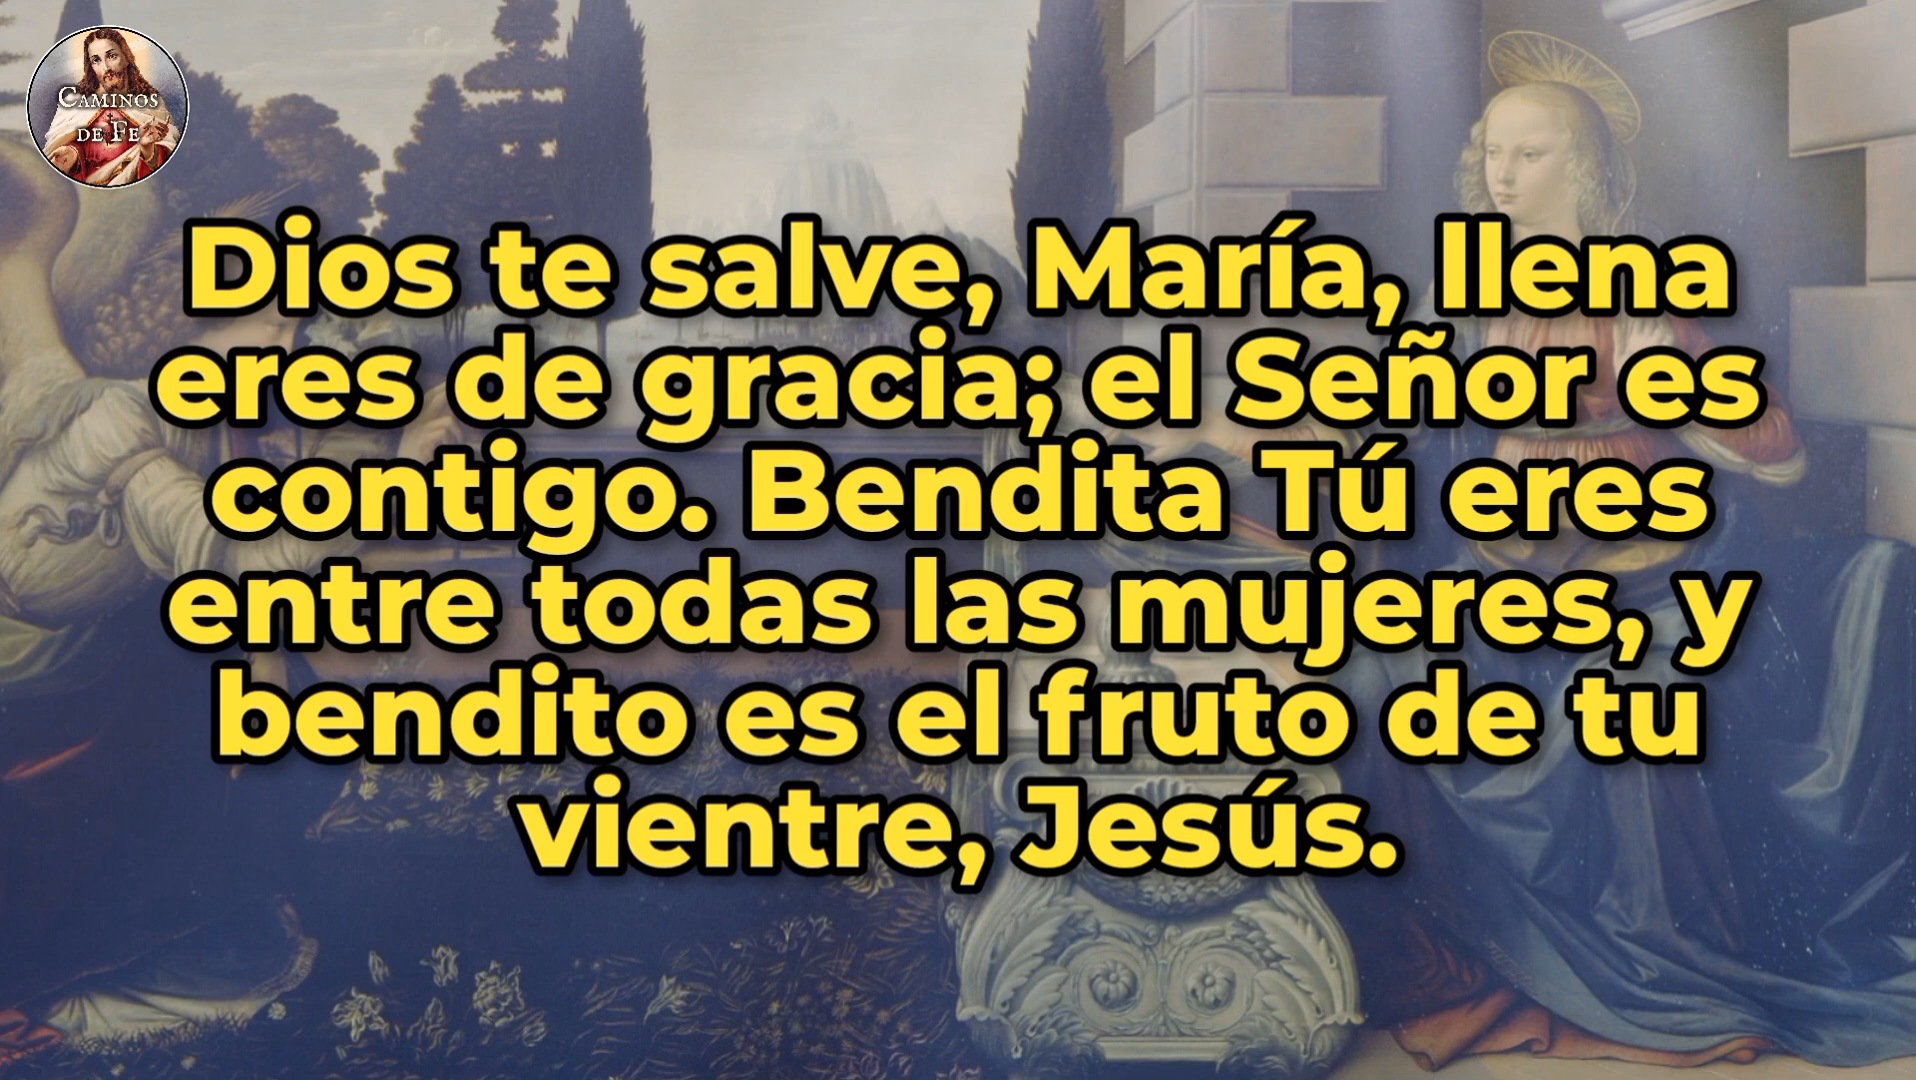 CAMINOS
DE FE
Dios te salve, María, llena
eres de gracia; el Señor es
contigo. Bendita Tú eres
entre todas las mujeres, y
bendito es el fruto de tu
vientre, Jesús.